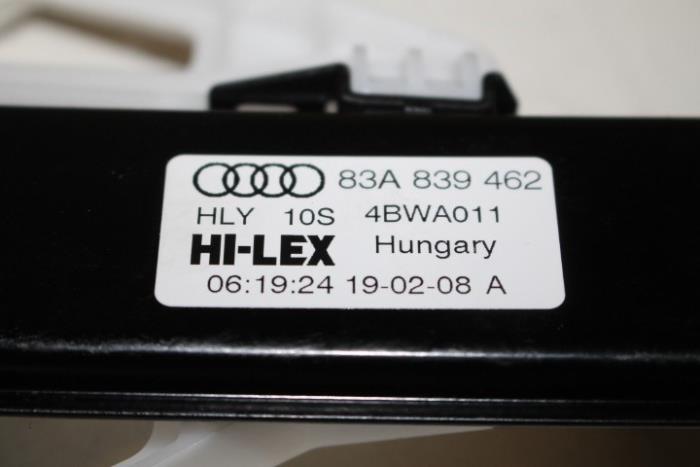 83A 839 462
HLY 10S 4BWA011
HI-LEX Hungary
06:19:24 19-02-08 A